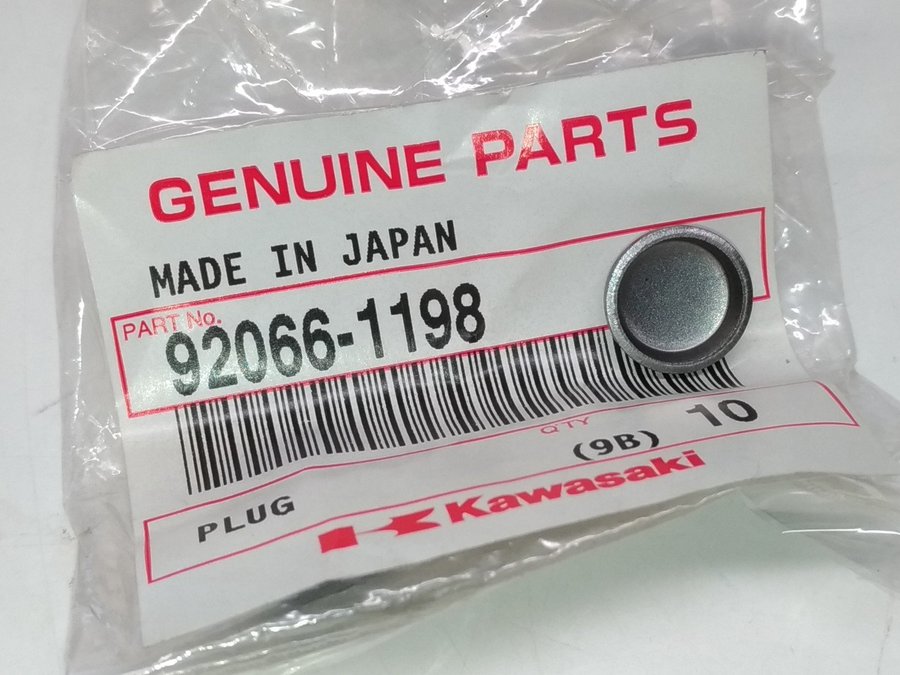 GENUINE PARTS
MADE IN JAPAN
PART No.
92066-1198
QTY
(9B) 10
PLUG
Kawasaki